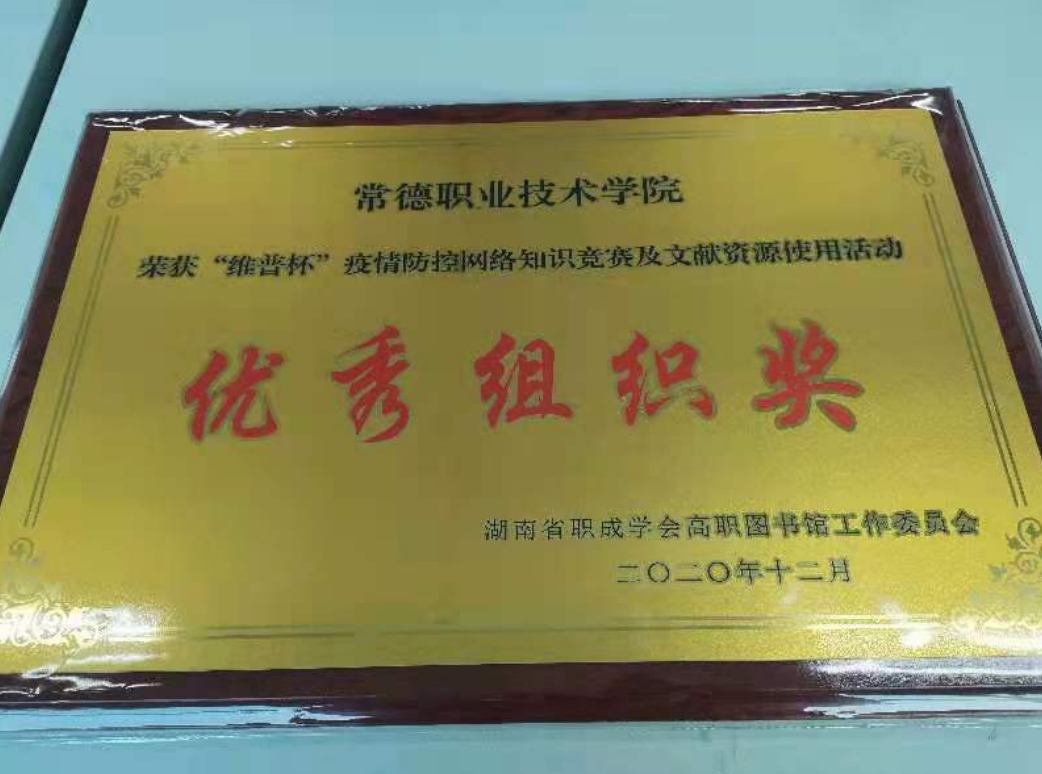 常德职业技术学院
荣获“维普杯”疫情防控网络知识竞赛及文献资源使用活动
优秀组织奖
湖南省职成学会高职图书馆工作委员会
二〇二〇年十二月